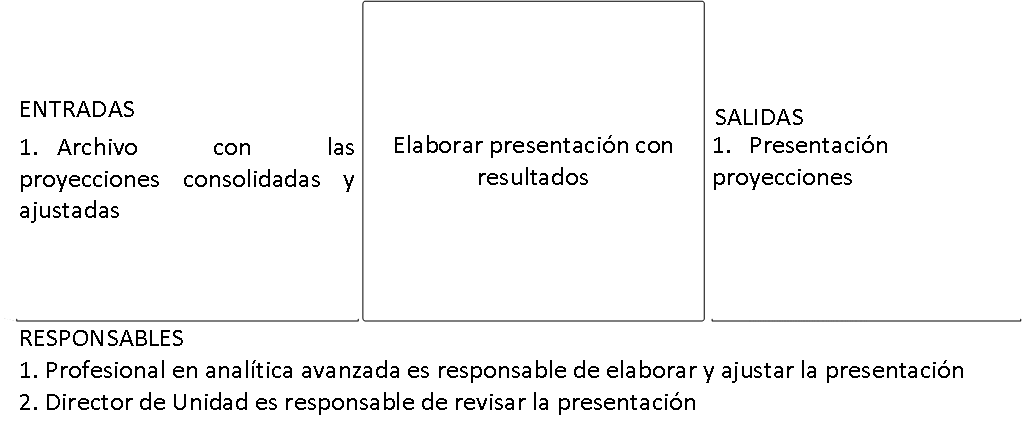 ENTRADAS
1. Archivo con las
proyecciones consolidadas y
ajustadas
Elaborar presentación con
resultados
SALIDAS
1. Presentación
proyecciones
RESPONSABLES
1. Profesional en analítica avanzada es responsable de elaborar y ajustar la presentación
2. Director de Unidad es responsable de revisar la presentación